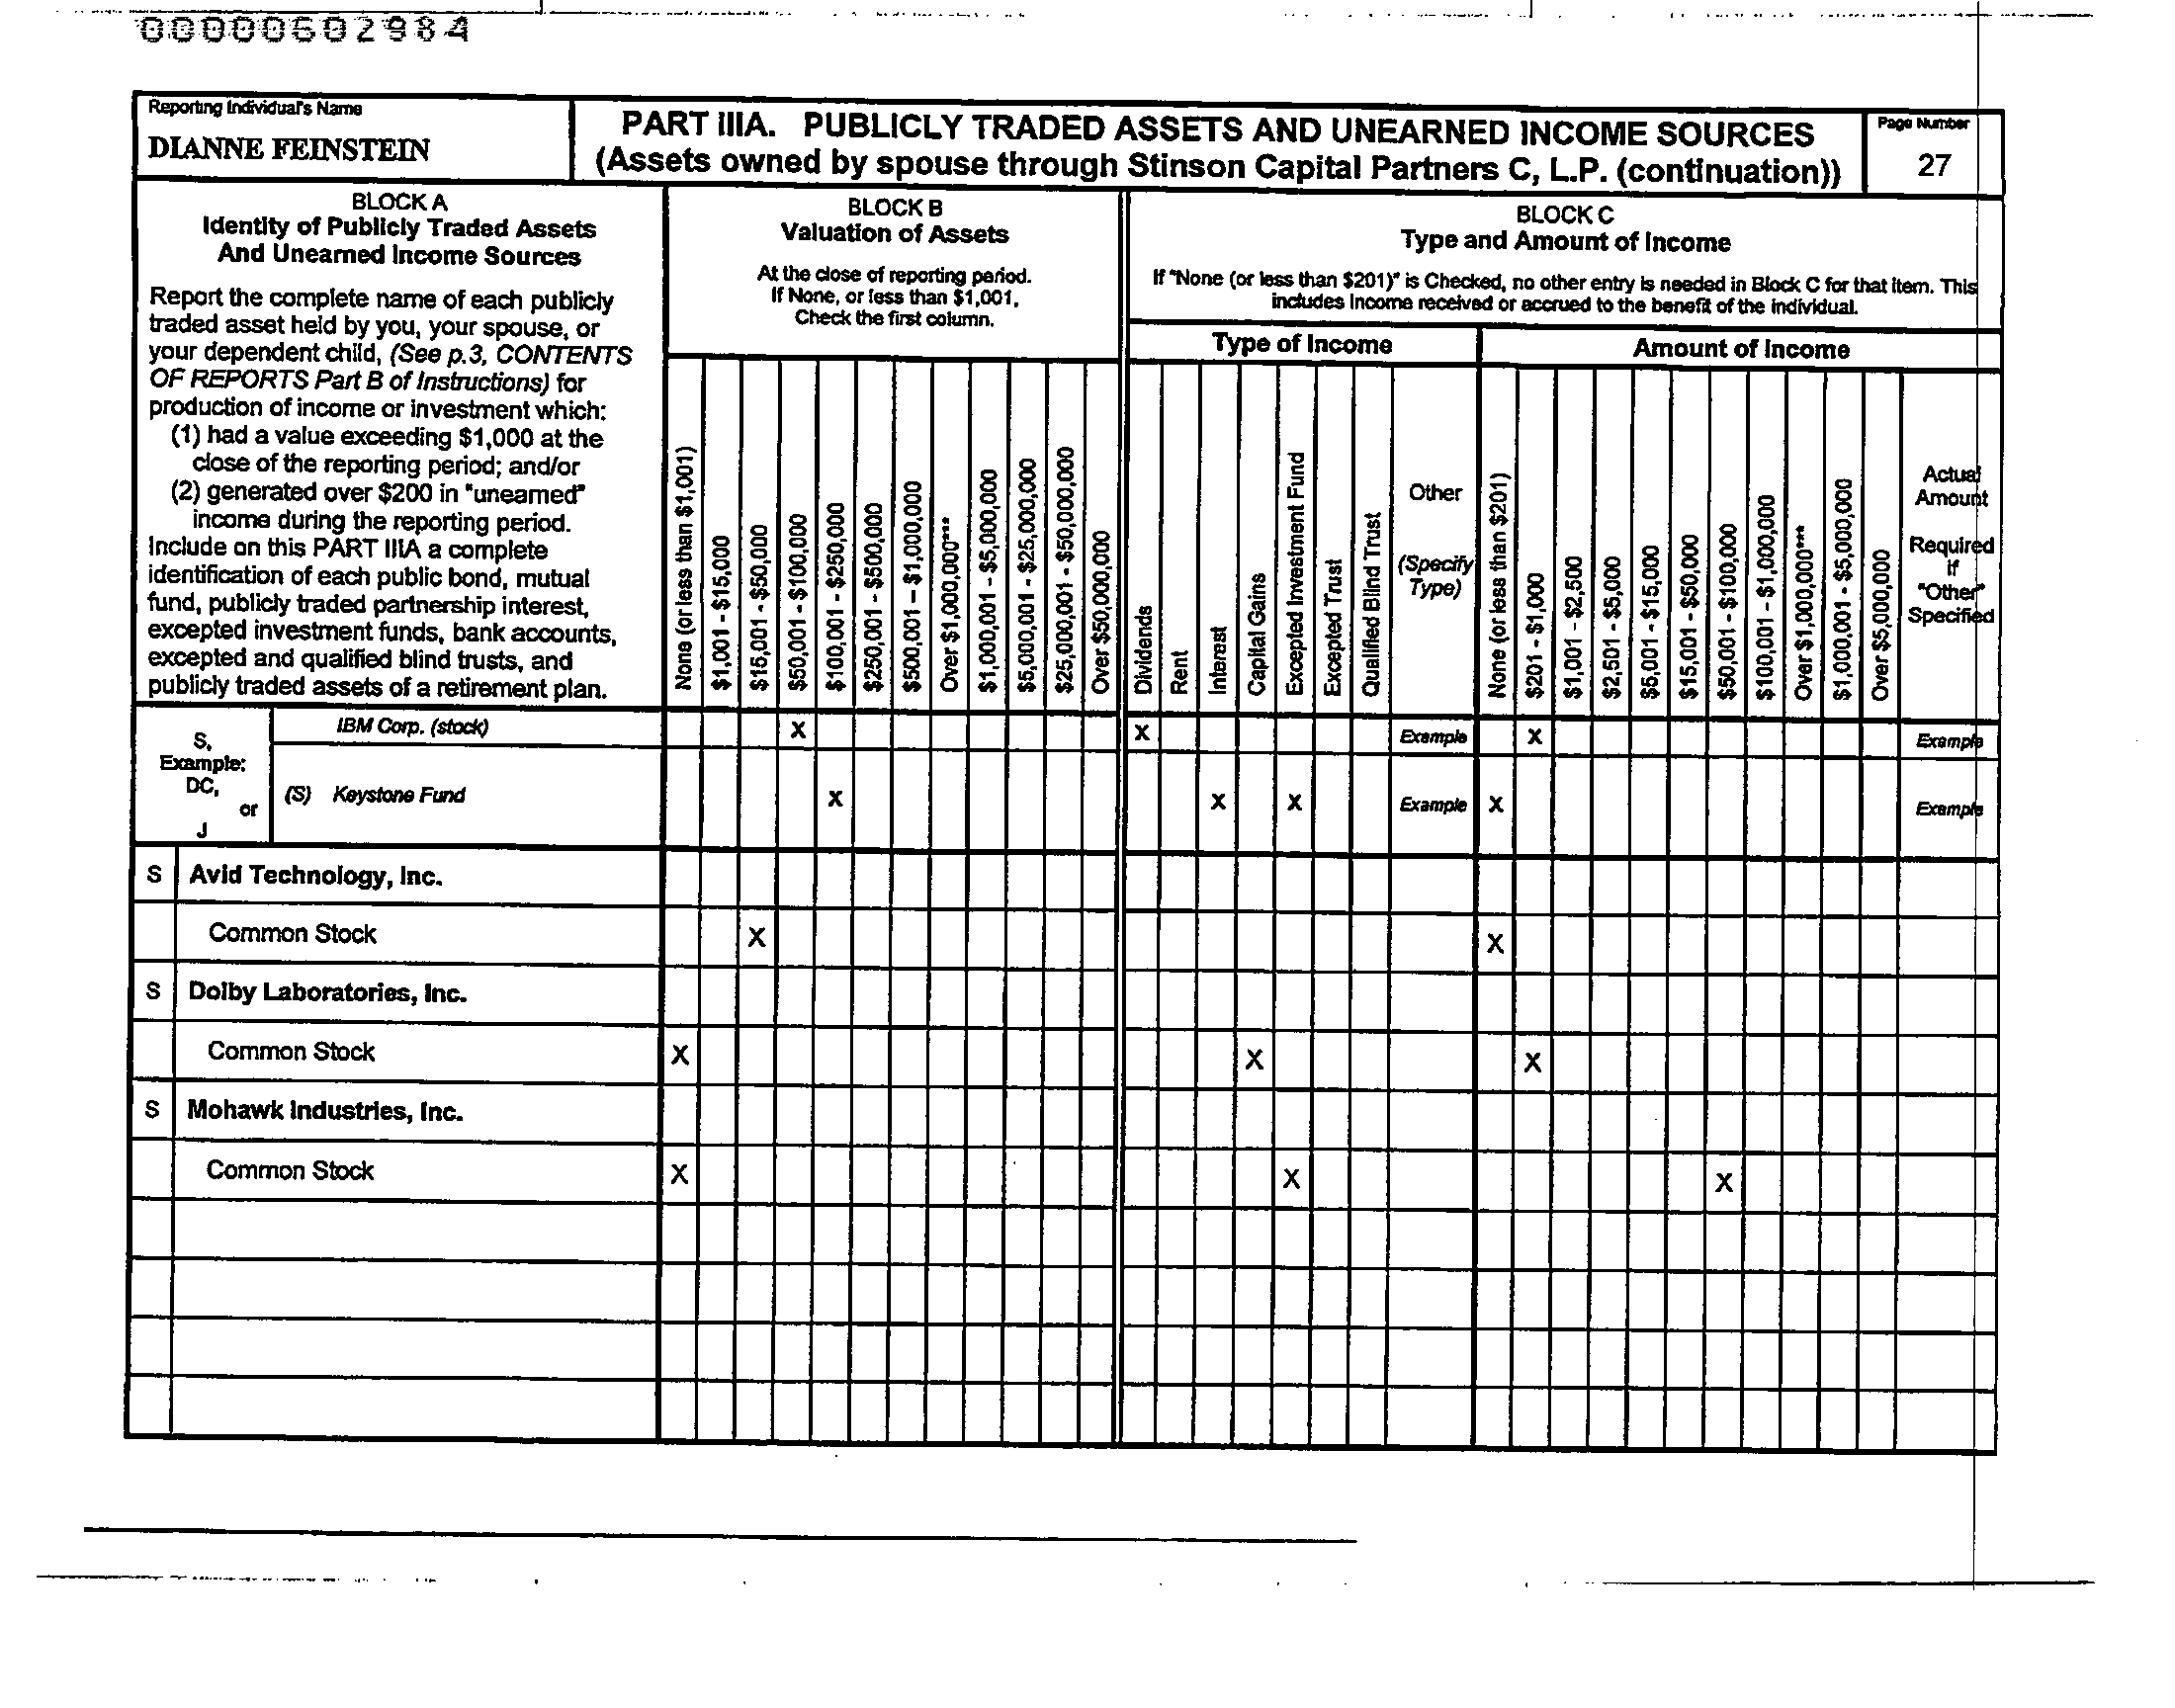 00000602984
Reporting Individual's Name
DIANNE FEINSTEIN
PART IIIA. PUBLICLY TRADED ASSETS AND UNEARNED INCOME SOURCES
(Assets owned by spouse through Stinson Capital Partners C, L.P. (continuation))
Page Number
27
BLOCK A
Identity of Publicly Traded Assets
And Unearned Income Sources
Report the complete name of each publicly
traded asset held by you, your spouse, or
your dependent child, (See p.3, CONTENTS
OF REPORTS Part B of Instructions) for
production of income or investment which:
(1) had a value exceeding $1,000 at the
close of the reporting period; and/or
(2) generated over $200 in "unearned"
income during the reporting period.
Include on this PART IIIA a complete
identification of each public bond, mutual
fund, publicly traded partnership interest,
excepted investment funds, bank accounts,
excepted and qualified blind trusts, and
publicly traded assets of a retirement plan.
BLOCK B
Valuation of Assets
At the close of reporting period.
If None, or less than $1,001,
Check the first column.
None (or less than $1,001)
$1,001 - $15,000
$15,001 - $50,000
$50,001 - $100,000
$100,001 - $250,000
$250,001 - $500,000
$500,001 - $1,000,000
Over $1,000,000***
$1,000,001 - $5,000,000
$5,000,001 - $25,000,000
$25,000,001 - $50,000,000
Over $50,000,000
BLOCK C
Type and Amount of Income
If "None (or less than $201)" is Checked, no other entry is needed in Block C for that item. This
includes income received or accrued to the benefit of the individual.
Type of Income
Dividends
Rent
Interest
Capital Gains
Excepted Investment Fund
Excepted Trust
Qualified Blind Trust
Other
(Specify
Type)
Amount of Income
None (or less than $201)
$201 - $1,000
$1,001 - $2,500
$2,501 - $5,000
$5,001 - $15,000
$15,001 - $50,000
$50,001 - $100,000
$100,001 - $1,000,000
Over $1,000,000***
$1,000,001 - $5,000,000
Over $5,000,000
Actual
Amount
Required
If
"Other"
Specified
S,
Example:
DC,
or
J
IBM Corp. (stock) X X Example X Example
(S) Keystone Fund X X X Example X Example
S Avid Technology, Inc.
Common Stock X X
S Dolby Laboratories, Inc.
Common Stock X X X
S Mohawk Industries, Inc.
Common Stock X X X